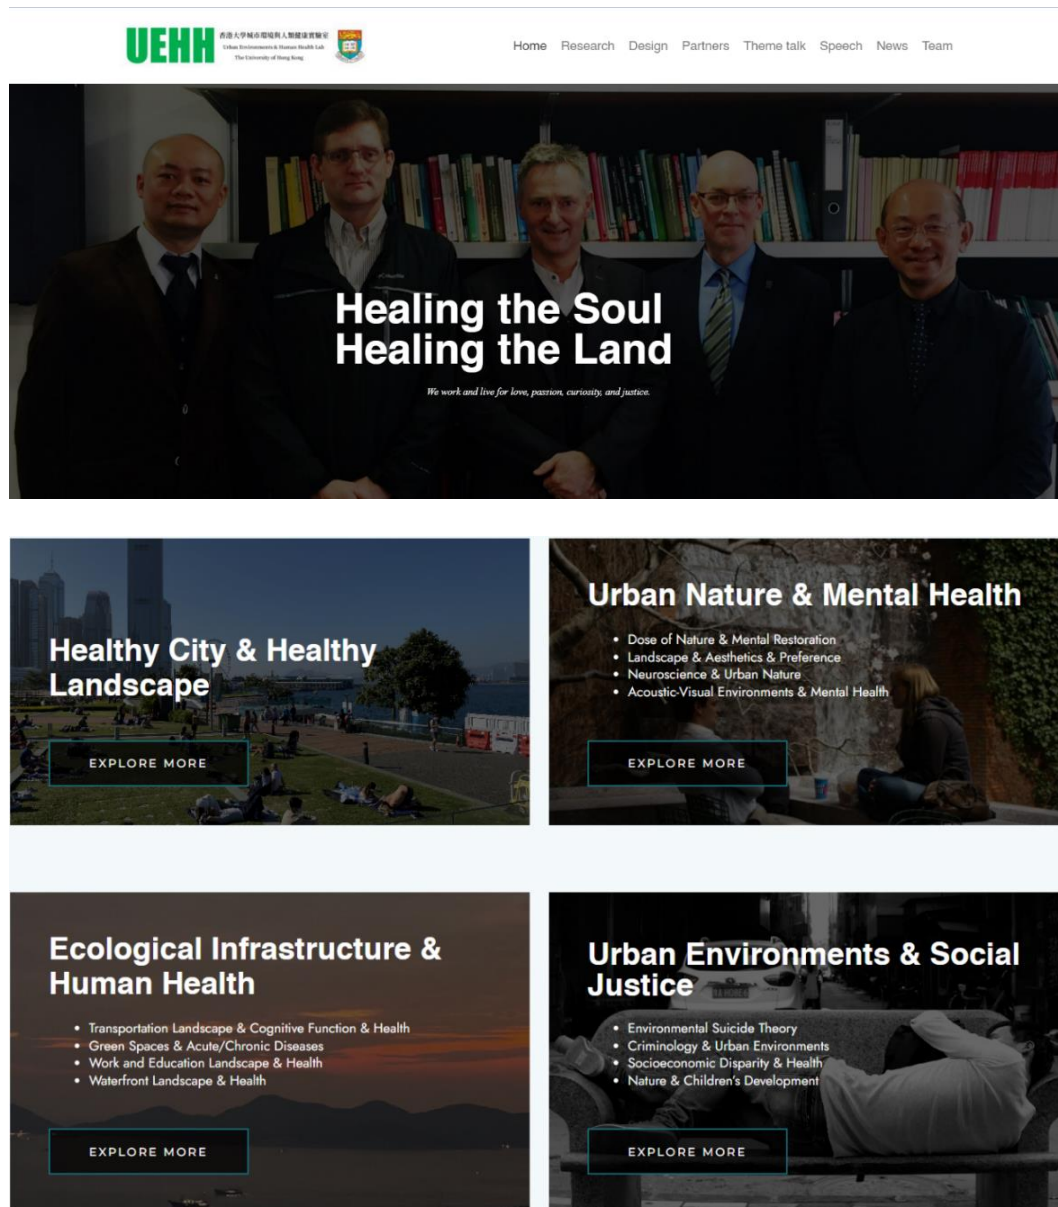 UEHH
香港大學城市環境與人類健康實驗室
Urban Environments & Human Health Lab
The University of Hong Kong
Home Research Design Partners Theme talk Speech News Team
Healing the Soul
Healing the Land
We work and live for love, passion, curiosity, and justice.
Healthy City & Healthy
Landscape
EXPLORE MORE
Urban Nature & Mental Health
• Dose of Nature & Mental Restoration
• Landscape & Aesthetics & Preference
• Neuroscience & Urban Nature
• Acoustic-Visual Environments & Mental Health
EXPLORE MORE
Ecological Infrastructure &
Human Health
• Transportation Landscape & Cognitive Function & Health
• Green Spaces & Acute/Chronic Diseases
• Work and Education Landscape & Health
• Waterfront Landscape & Health
EXPLORE MORE
Urban Environments & Social
Justice
• Environmental Suicide Theory
• Criminology & Urban Environments
• Socioeconomic Disparity & Health
• Nature & Children's Development
EXPLORE MORE